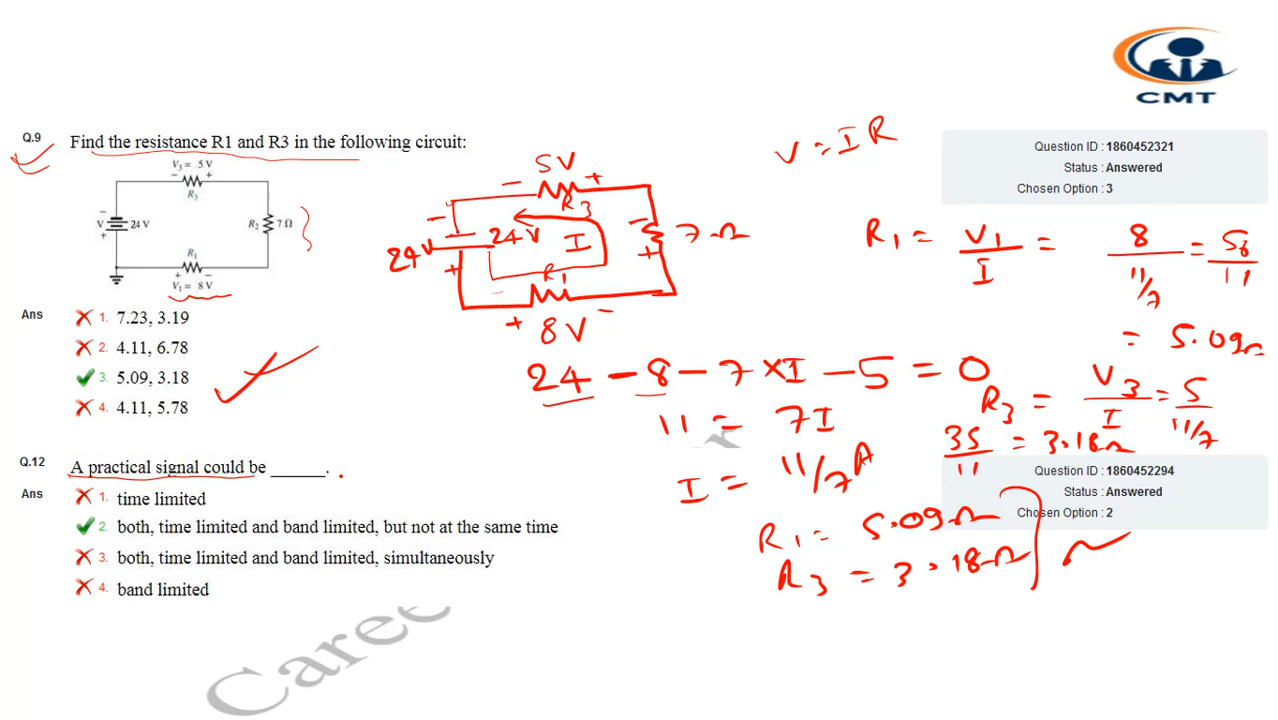 CMT
Q.9 Find the resistance R1 and R3 in the following circuit:
V3 = 5 V
− +
R3
−
V 24 V
+
R2 7 Ω
R1
+ −
V1 = 8 V
Ans
1. 7.23, 3.19
2. 4.11, 6.78
3. 5.09, 3.18
4. 4.11, 5.78
Question ID : 1860452321
Status : Answered
Chosen Option : 3
5V
− +
R3
−
24V 24V I
+
−
7Ω
+
R1
+ 8V −
V = IR
R1 = V1/I = 8/(11/7) = 56/11
= 5.09Ω
24 − 8 − 7 × I − 5 = 0
11 = 7I
I = 11/7 A
R3 = V3/I = 5/(11/7)
35/11 = 3.18Ω
R1 = 5.09Ω
R3 = 3.18Ω
Q.12 A practical signal could be ______.
Ans
1. time limited
2. both, time limited and band limited, but not at the same time
3. both, time limited and band limited, simultaneously
4. band limited
Question ID : 1860452294
Status : Answered
Chosen Option : 2
Caree